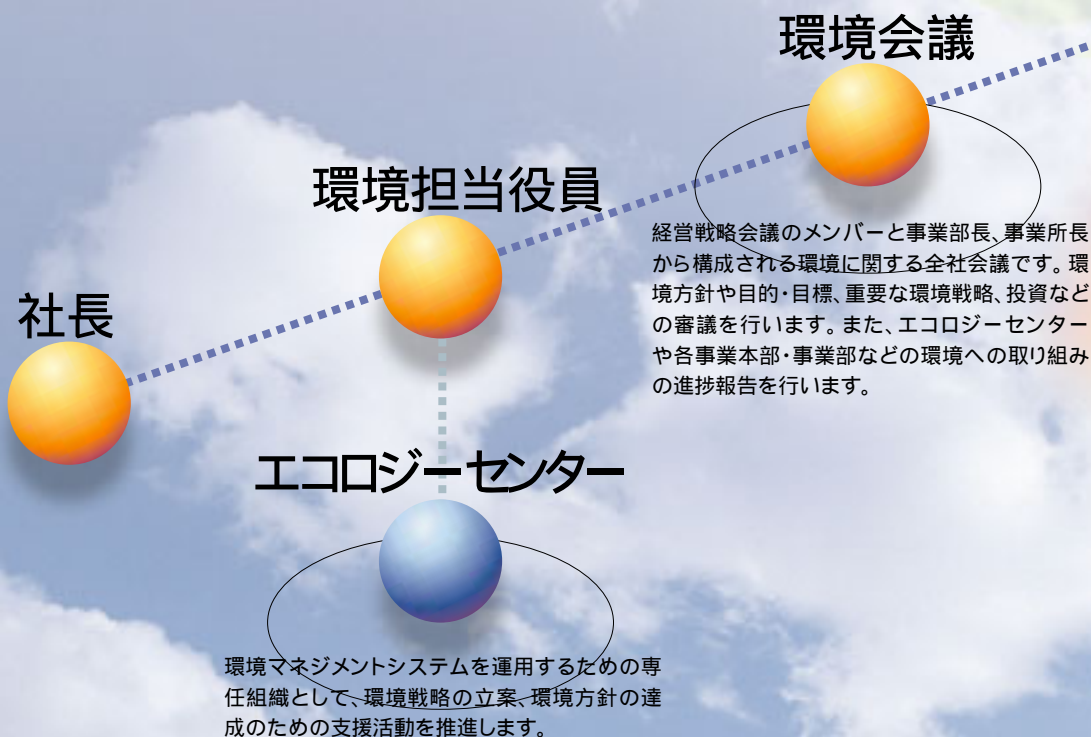 環境会議
環境担当役員
経営戦略会議のメンバーと事業部長、事業所長
から構成される環境に関する全社会議です。環
境方針や目的・目標、重要な環境戦略、投資など
の審議を行います。また、エコロジーセンター
や各事業本部・事業部などの環境への取り組み
の進捗報告を行います。
社長
エコロジーセンター
環境マネジメントシステムを運用するための専
任組織として、環境戦略の立案、環境方針の達
成のための支援活動を推進します。